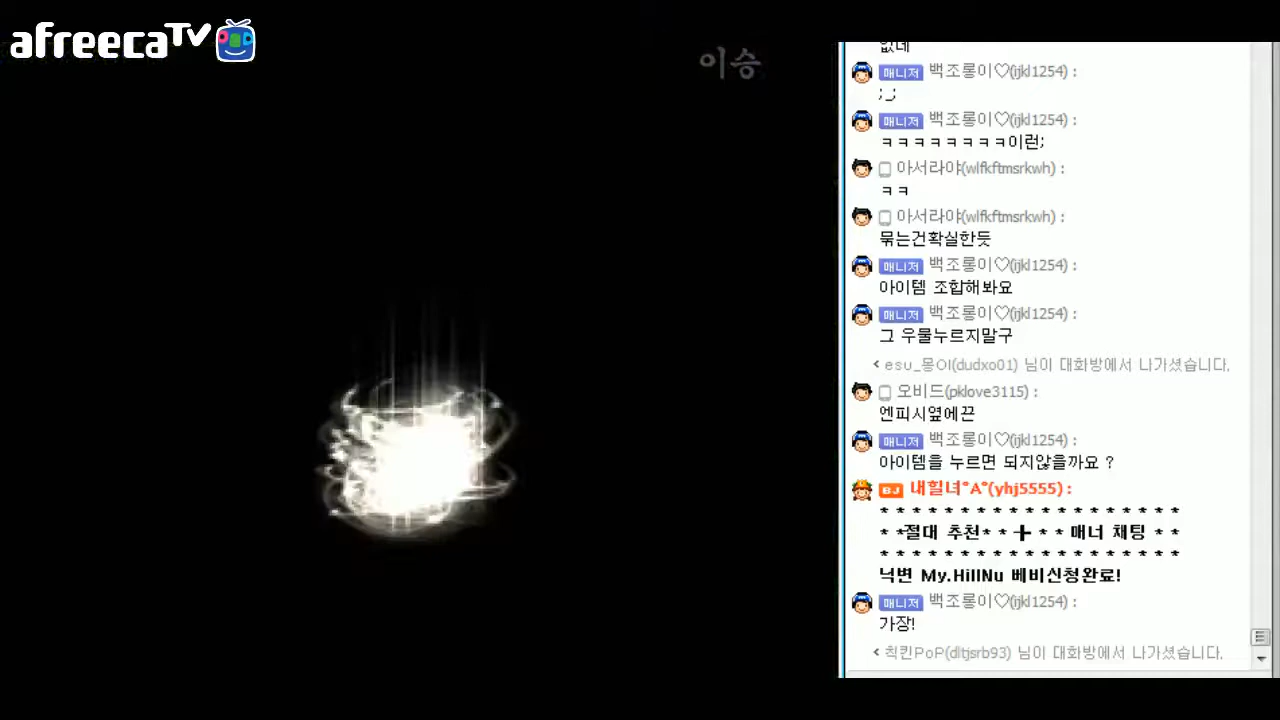 afreecaTV
이승
없네
매니저 백조롱이♡(ijkl1254) :
;_;
매니저 백조롱이♡(ijkl1254) :
ㅋㅋㅋㅋㅋㅋㅋㅋ이런;
아서라야(wlfkftmsrkwh) :
ㅋㅋ
아서라야(wlfkftmsrkwh) :
묶는건확실한듯
매니저 백조롱이♡(ijkl1254) :
아이템 조합해봐요
매니저 백조롱이♡(ijkl1254) :
그 우물누르지말구
esu_몽이(dudxo01) 님이 대화방에서 나가셨습니다.
오비드(pklove3115) :
엔피시옆에끈
매니저 백조롱이♡(ijkl1254) :
아이템을 누르면 되지않을까요 ?
BJ 내힐녀°A°(yhj5555) :
* * * * * * * * * * * * * * * * * *
* *절대 추천* * + * * 매너 채팅 * *
* * * * * * * * * * * * * * * * * *
닉변 My.HillNu 베비신청완료!
매니저 백조롱이♡(ijkl1254) :
가장!
칙킨PoP(dltjsrb93) 님이 대화방에서 나가셨습니다.